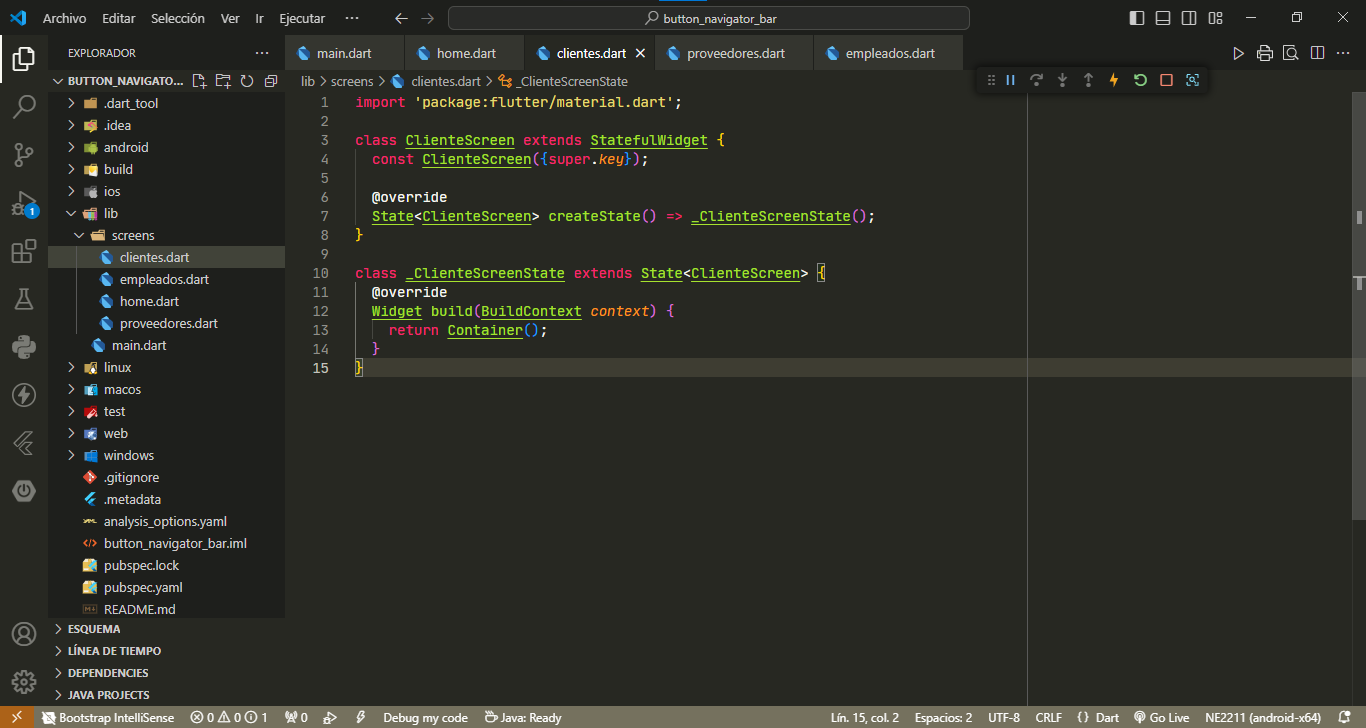 Archivo Editar Selección Ver Ir Ejecutar ··· button_navigator_bar
EXPLORADOR ···
main.dart home.dart clientes.dart proveedores.dart empleados.dart
BUTTON_NAVIGATO...
lib > screens > clientes.dart > _ClienteScreenState
.dart_tool
.idea
android
build
ios
lib
screens
clientes.dart
empleados.dart
home.dart
proveedores.dart
main.dart
linux
macos
test
web
windows
.gitignore
.metadata
analysis_options.yaml
button_navigator_bar.iml
pubspec.lock
pubspec.yaml
README.md
ESQUEMA
LÍNEA DE TIEMPO
DEPENDENCIES
JAVA PROJECTS
1 import 'package:flutter/material.dart';
2
3 class ClienteScreen extends StatefulWidget {
4   const ClienteScreen({super.key});
5
6   @override
7   State<ClienteScreen> createState() => _ClienteScreenState();
8 }
9
10 class _ClienteScreenState extends State<ClienteScreen> {
11   @override
12   Widget build(BuildContext context) {
13     return Container();
14   }
15 }
1
Bootstrap IntelliSense 0 0 1 0 Debug my code Java: Ready Lín. 15, col. 2 Espacios: 2 UTF-8 CRLF {} Dart Go Live NE2211 (android-x64)